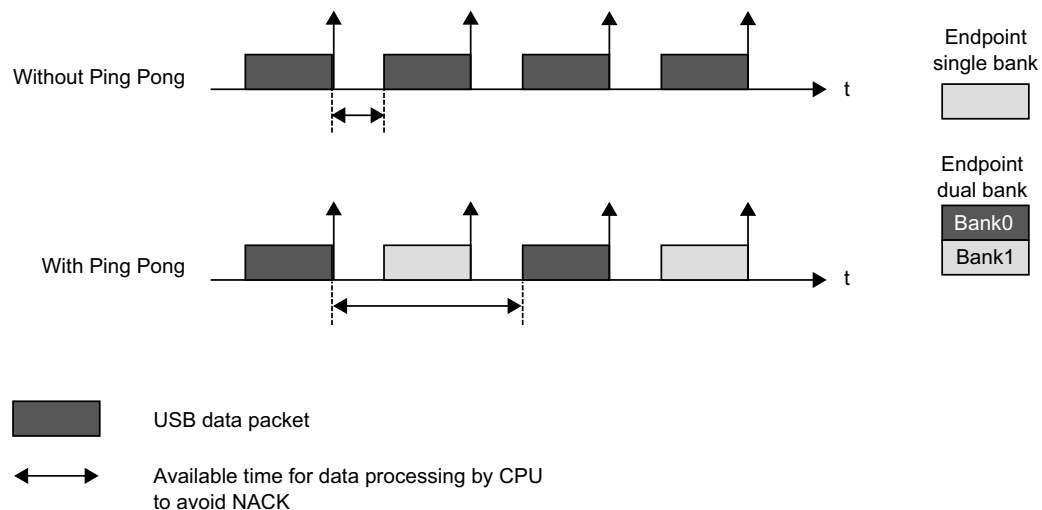 Without Ping Pong
t
Endpoint
single bank
Endpoint
dual bank
Bank0
Bank1
With Ping Pong
t
USB data packet
Available time for data processing by CPU
to avoid NACK